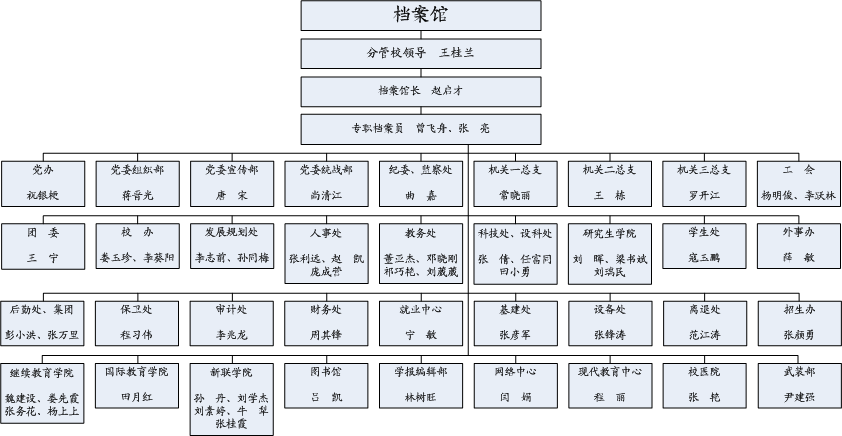 档案馆
分管校领导 王桂兰
档案馆长 赵启才
专职档案员 曾飞舟、张 亮
党办 党委组织部 党委宣传部 党委统战部 纪委、监察处 机关一总支 机关二总支 机关三总支 工 会
祝银梗 蒋晋光 唐 宋 尚清江 曲 嘉 常晓丽 王 栋 罗开江 杨明俊、李沃林
团 委 校 办 发展规划处 人事处 教务处 科技处、设科处 研究生学院 学生处 外事办
王 宁 娄玉珍、李葵阳 李志前、孙同梅 张利远、赵 凯 董亚杰、邓晓刚 张 倩、任富同 刘 晖、梁书斌 寇玉鹏 薛 敏
庞成营 祁巧艳、刘葳葳 田小勇 刘瑞民
后勤处、集团 保卫处 审计处 财务处 就业中心 基建处 设备处 离退处 招生办
彭小洪、张万里 程习伟 李兆龙 周其锋 宁 敏 张彦军 张锋涛 范江涛 张颜勇
继续教育学院 国际教育学院 新联学院 图书馆 学报编辑部 网络中心 现代教育中心 校医院 武装部
魏建设、娄先霞 田月红 孙 丹、刘学杰 吕 凯 林树旺 闫 娟 程 丽 张 艳 尹建强
张务花、杨上上 刘素婷、牛 犇
张桂霞